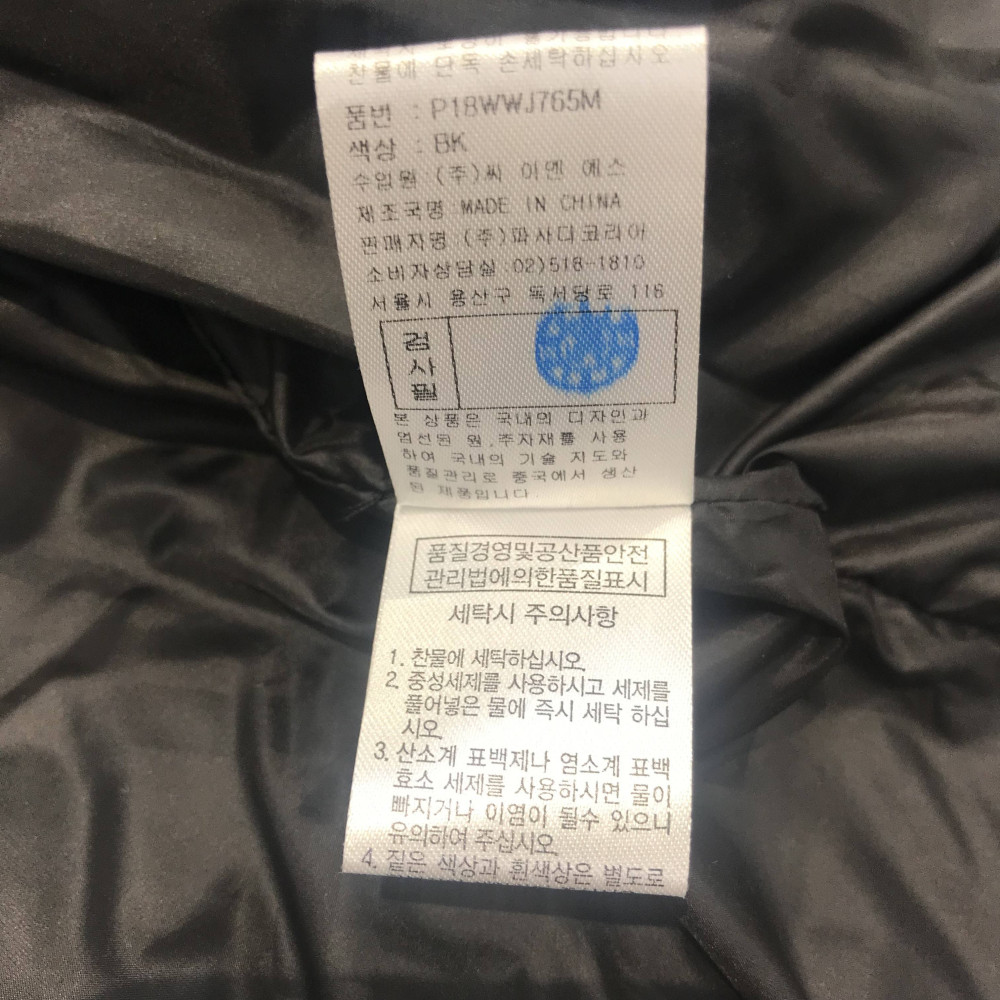 찬물에 단독 손세탁하십시오
품번 : P18WWJ765M
색상 : BK
수입원 : (주)씨 이엔 에스
제조국명 : MADE IN CHINA
판매자명 : (주)파사디코리아
소비자상담실 : 02)518-1810
서울시 용산구 독서당로 116
검
사
필
본 상품은 국내의 디자인과
엄선된 원,부자재를 사용
하여 국내의 기술 지도와
품질관리로 중국에서 생산
된 제품입니다.
품질경영및공산품안전
관리법에의한품질표시
세탁시 주의사항
1. 찬물에 세탁하십시오.
2. 중성세제를 사용하시고 세제를
풀어넣은 물에 즉시 세탁 하십
시오.
3. 산소계 표백제나 염소계 표백
효소 세제를 사용하시면 물이
빠지거나 이염이 될수 있으니
유의하여 주십시오.
4. 짙은 색상과 흰색상은 별도로